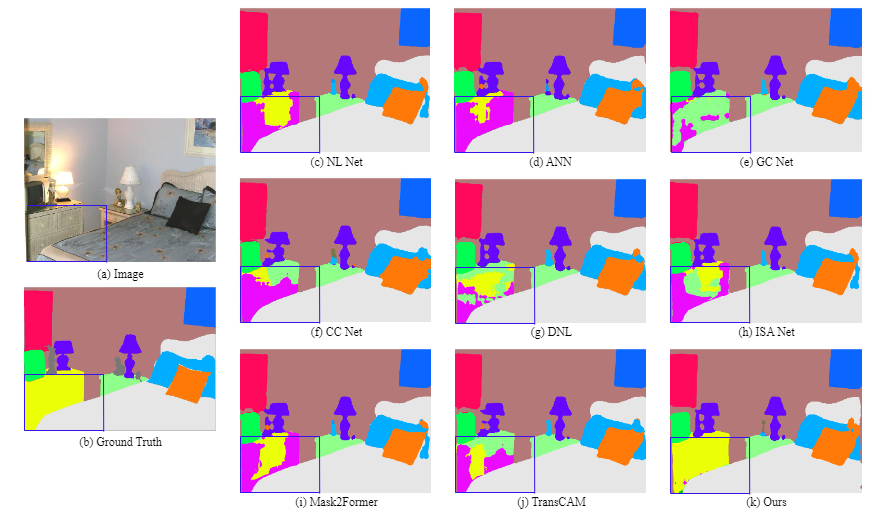 (a) Image
(b) Ground Truth
(c) NL Net
(d) ANN
(e) GC Net
(f) CC Net
(g) DNL
(h) ISA Net
(i) Mask2Former
(j) TransCAM
(k) Ours